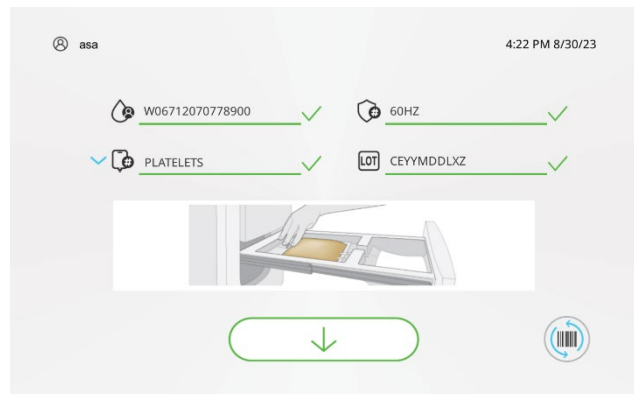 asa
4:22 PM 8/30/23
W06712070778900
60HZ
PLATELETS
LOT
CEYYMDDLXZ